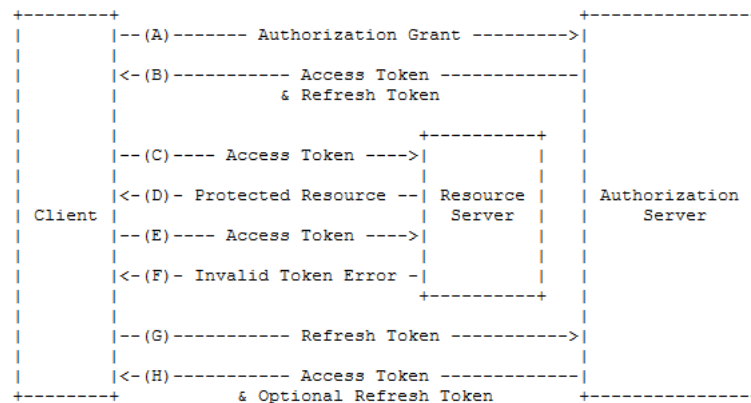 +--------+                                           +---------------
|        |--(A)------- Authorization Grant --------->|
|        |                                           |
|        |<-(B)----------- Access Token -------------|
|        |               & Refresh Token             |
|        |                                           |
|        |                            +----------+   |
|        |--(C)---- Access Token ---->|          |   |
|        |                            |          |   |
|        |<-(D)- Protected Resource --| Resource |   | Authorization
| Client |                            |  Server  |   |     Server
|        |--(E)---- Access Token ---->|          |   |
|        |                            |          |   |
|        |<-(F)- Invalid Token Error -|          |   |
|        |                            +----------+   |
|        |                                           |
|        |--(G)----------- Refresh Token ----------->|
|        |                                           |
|        |<-(H)----------- Access Token -------------|
+--------+           & Optional Refresh Token        +---------------